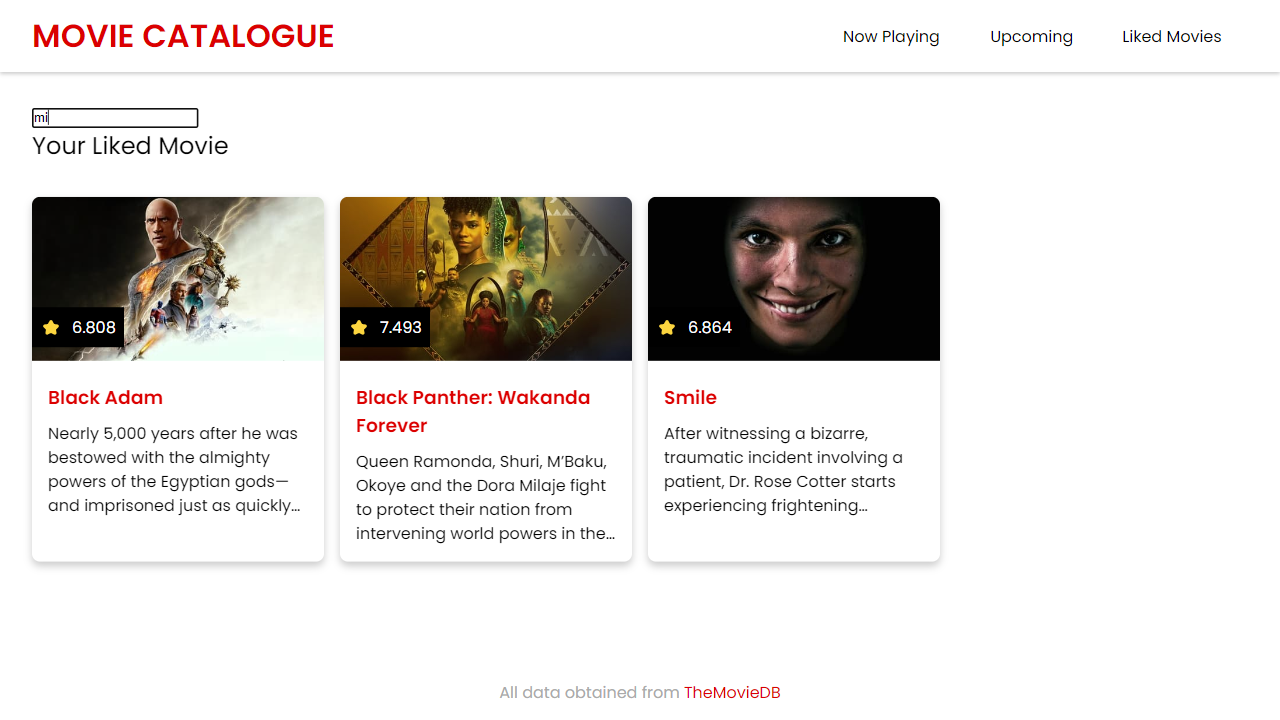 MOVIE CATALOGUE
Now Playing
Upcoming
Liked Movies
mi
Your Liked Movie
6.808
Black Adam
Nearly 5,000 years after he was
bestowed with the almighty
powers of the Egyptian gods—
and imprisoned just as quickly...
7.493
Black Panther: Wakanda
Forever
Queen Ramonda, Shuri, M’Baku,
Okoye and the Dora Milaje fight
to protect their nation from
intervening world powers in the...
6.864
Smile
After witnessing a bizarre,
traumatic incident involving a
patient, Dr. Rose Cotter starts
experiencing frightening...
All data obtained from TheMovieDB